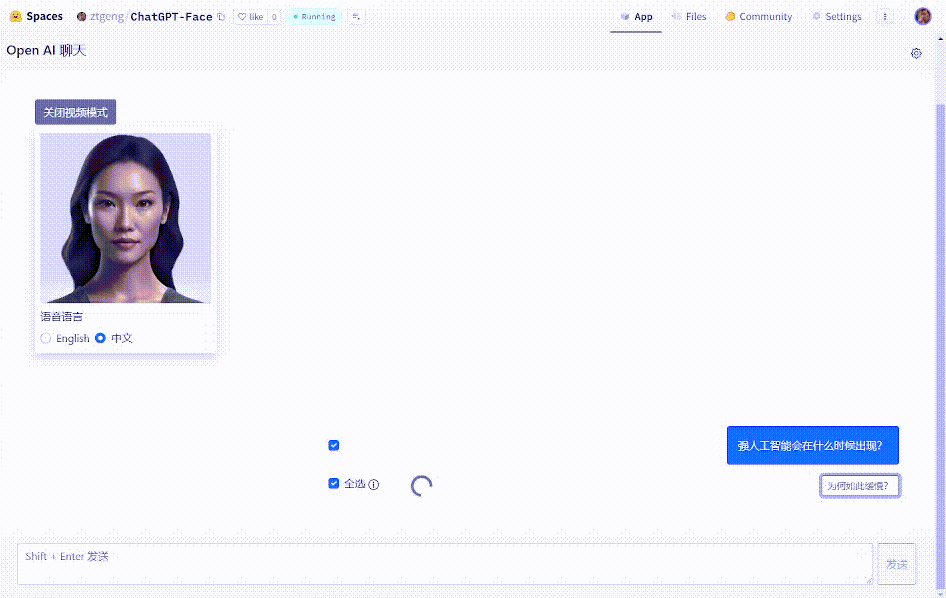 Spaces ztgeng/ChatGPT-Face like 0 Running App Files Community Settings
Open AI 聊天
关闭视频模式
语音语言
English 中文
强人工智能会在什么时候出现?
全选
为何如此缓慢?
Shift + Enter 发送
发送